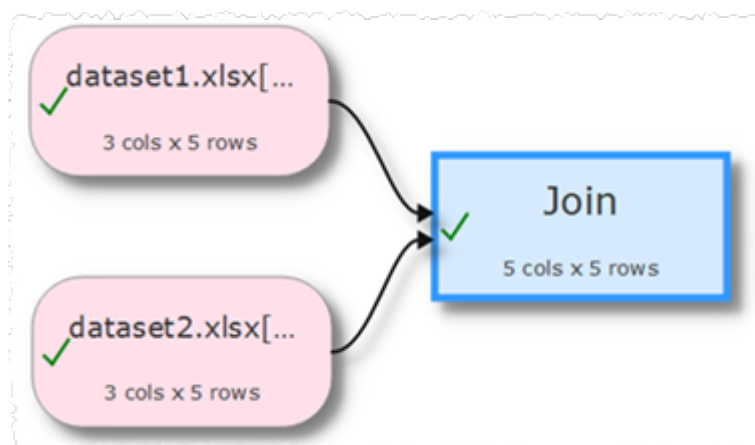 dataset1.xlsx[...
3 cols x 5 rows
Join
5 cols x 5 rows
dataset2.xlsx[...
3 cols x 5 rows